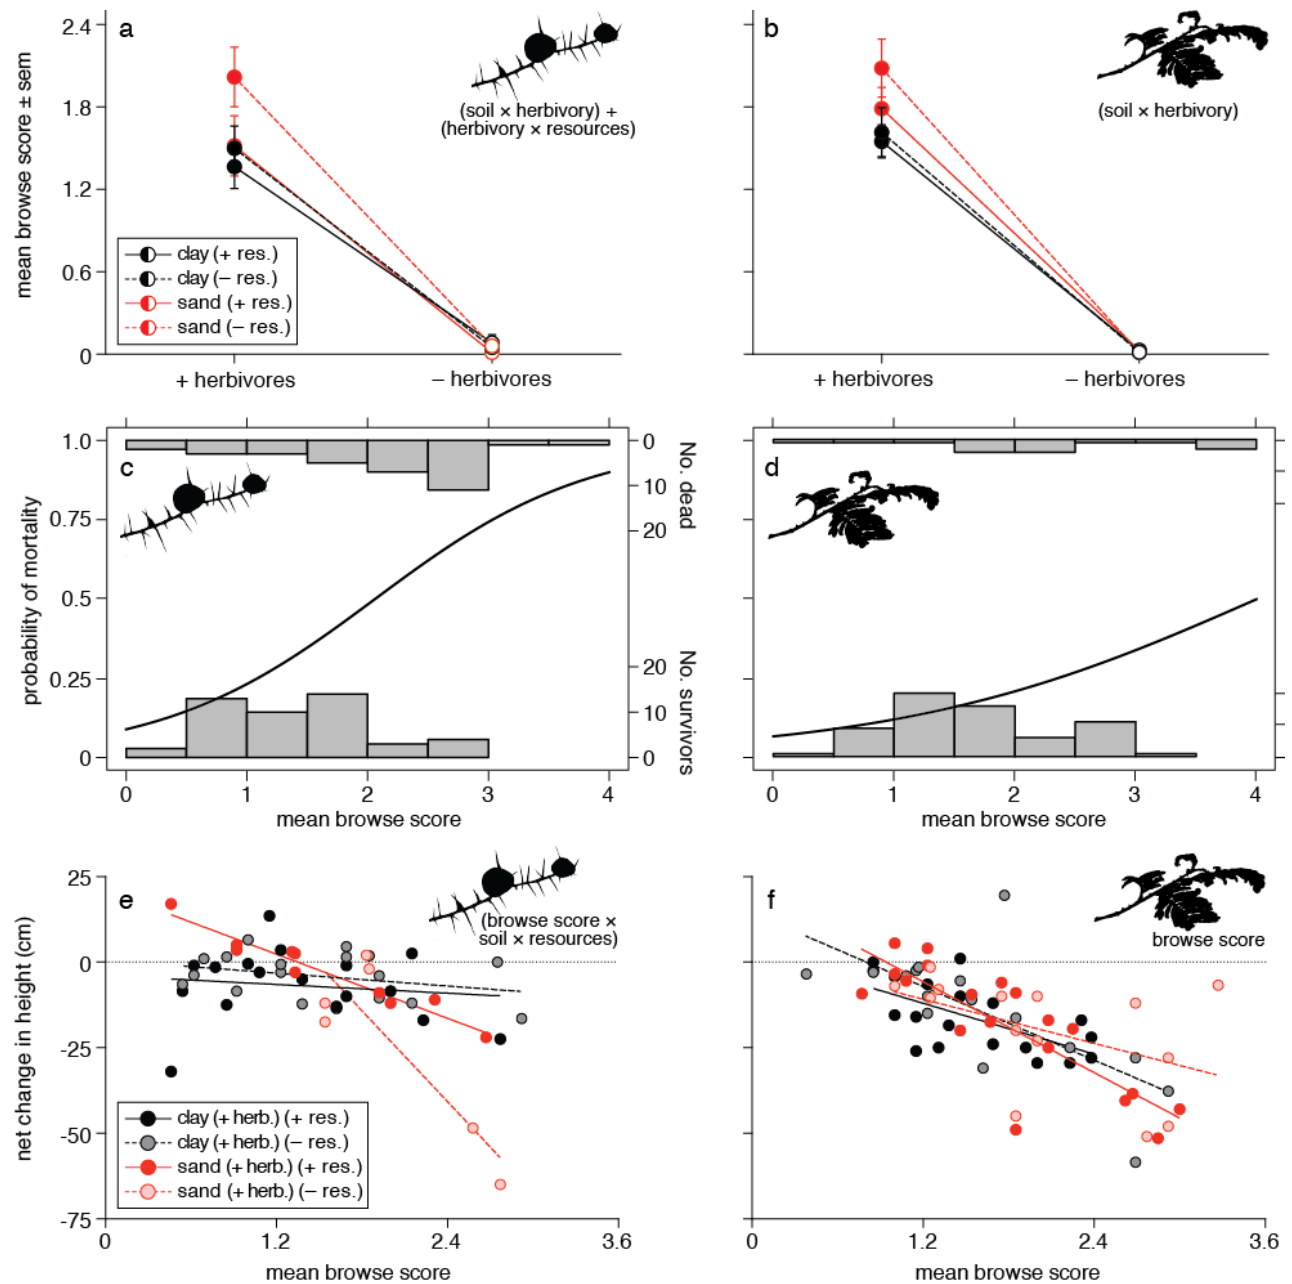 a
b
2.4
1.8
1.2
0.6
0
mean browse score ± sem
(soil × herbivory) +
(herbivory × resources)
(soil × herbivory)
clay (+ res.)
clay (– res.)
sand (+ res.)
sand (– res.)
+ herbivores
– herbivores
+ herbivores
– herbivores
c
d
1.0
0.75
0.5
0.25
0
probability of mortality
0
10
20
No. dead
20
10
0
No. survivors
0
1
2
3
4
mean browse score
0
1
2
3
4
mean browse score
e
f
25
0
-25
-50
-75
net change in height (cm)
(browse score ×
soil × resources)
browse score
clay (+ herb.) (+ res.)
clay (+ herb.) (– res.)
sand (+ herb.) (+ res.)
sand (+ herb.) (– res.)
0
1.2
2.4
3.6
mean browse score
0
1.2
2.4
3.6
mean browse score